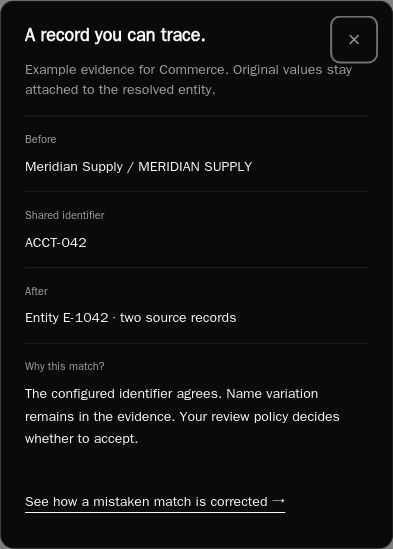 A record you can trace.
×
Example evidence for Commerce. Original values stay
attached to the resolved entity.
Before
Meridian Supply / MERIDIAN SUPPLY
Shared identifier
ACCT-042
After
Entity E-1042 · two source records
Why this match?
The configured identifier agrees. Name variation
remains in the evidence. Your review policy decides
whether to accept.
See how a mistaken match is corrected →